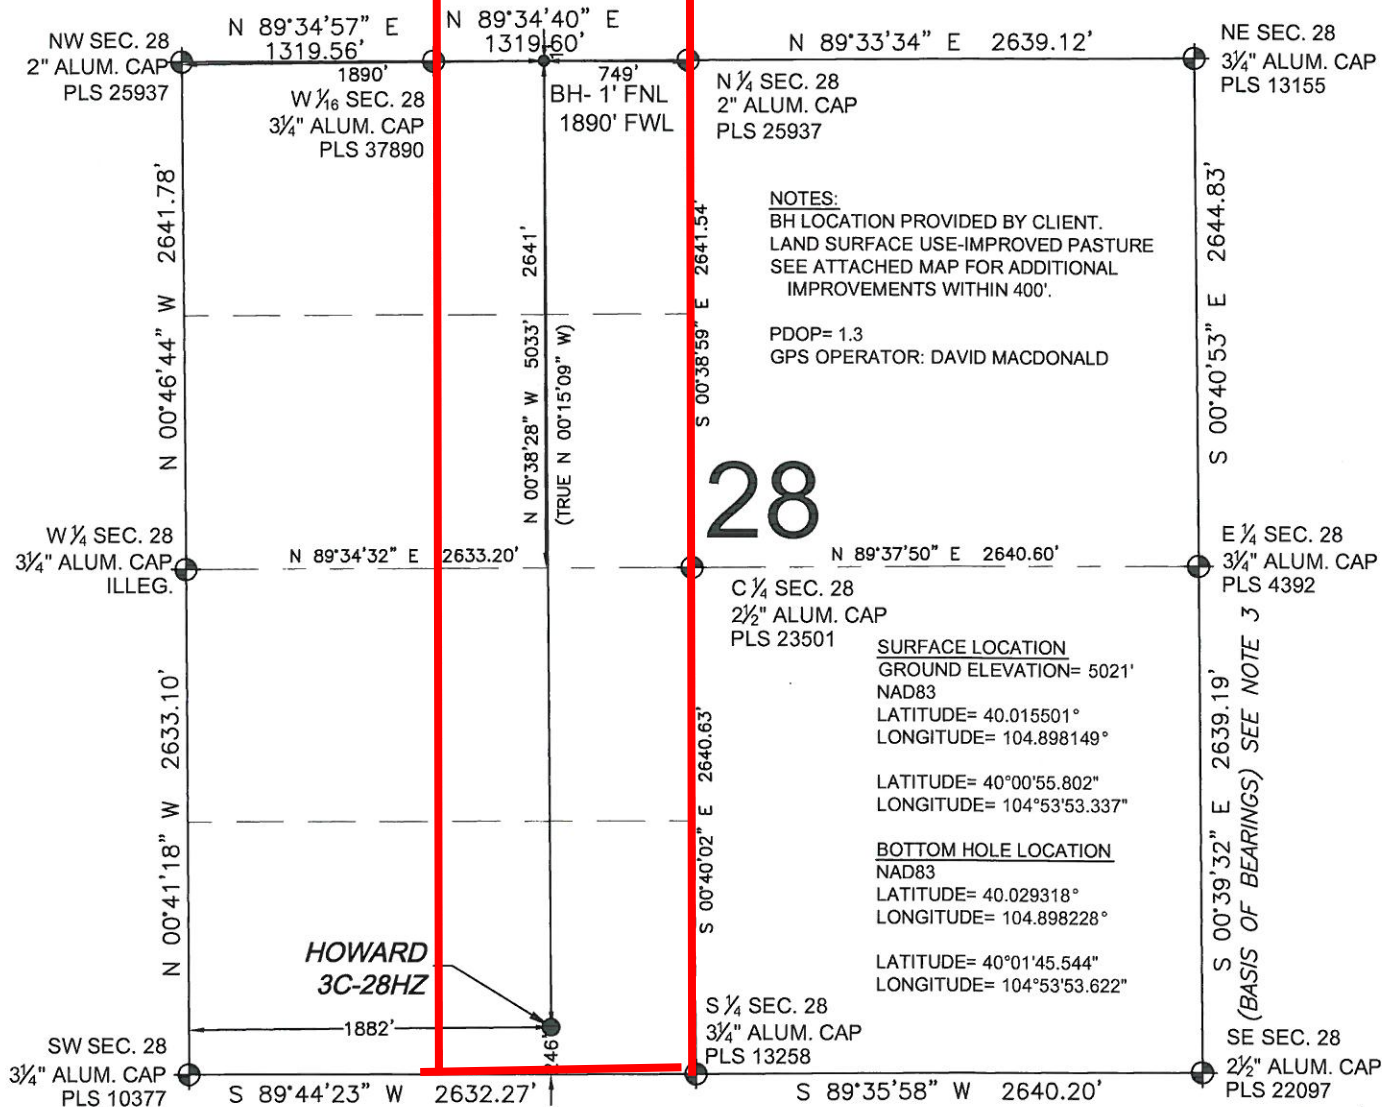 N 89°34'57" E
1319.56'
N 89°34'40" E
1319.60'
N 89°33'34" E 2639.12'
NW SEC. 28
2" ALUM. CAP
PLS 25937
1890'
749'
W 1/16 SEC. 28
3¼" ALUM. CAP
PLS 37890
BH- 1' FNL
1890' FWL
N ¼ SEC. 28
2" ALUM. CAP
PLS 25937
NE SEC. 28
3¼" ALUM. CAP
PLS 13155
N 00°46'44" W 2641.78'
2641'
N 00°38'28" W 5033'
(TRUE N 00°15'09" W)
S 00°38'59" E 2641.54'
NOTES:
BH LOCATION PROVIDED BY CLIENT.
LAND SURFACE USE-IMPROVED PASTURE
SEE ATTACHED MAP FOR ADDITIONAL
IMPROVEMENTS WITHIN 400'.
PDOP= 1.3
GPS OPERATOR: DAVID MACDONALD
S 00°40'53" E 2644.83'
28
W ¼ SEC. 28
3¼" ALUM. CAP
ILLEG.
N 89°34'32" E 2633.20'
N 89°37'50" E 2640.60'
E ¼ SEC. 28
3¼" ALUM. CAP
PLS 4392
C ¼ SEC. 28
2½" ALUM. CAP
PLS 23501
N 00°41'18" W 2633.10'
S 00°40'02" E 2640.63'
SURFACE LOCATION
GROUND ELEVATION= 5021'
NAD83
LATITUDE= 40.015501°
LONGITUDE= 104.898149°
LATITUDE= 40°00'55.802"
LONGITUDE= 104°53'53.337"
BOTTOM HOLE LOCATION
NAD83
LATITUDE= 40.029318°
LONGITUDE= 104.898228°
LATITUDE= 40°01'45.544"
LONGITUDE= 104°53'53.622"
S 00°39'32" E 2639.19'
(BASIS OF BEARINGS) SEE NOTE 3
HOWARD
3C-28HZ
1882'
246'
SW SEC. 28
3¼" ALUM. CAP
PLS 10377
S 89°44'23" W 2632.27'
S ¼ SEC. 28
3¼" ALUM. CAP
PLS 13258
S 89°35'58" W 2640.20'
SE SEC. 28
2½" ALUM. CAP
PLS 22097